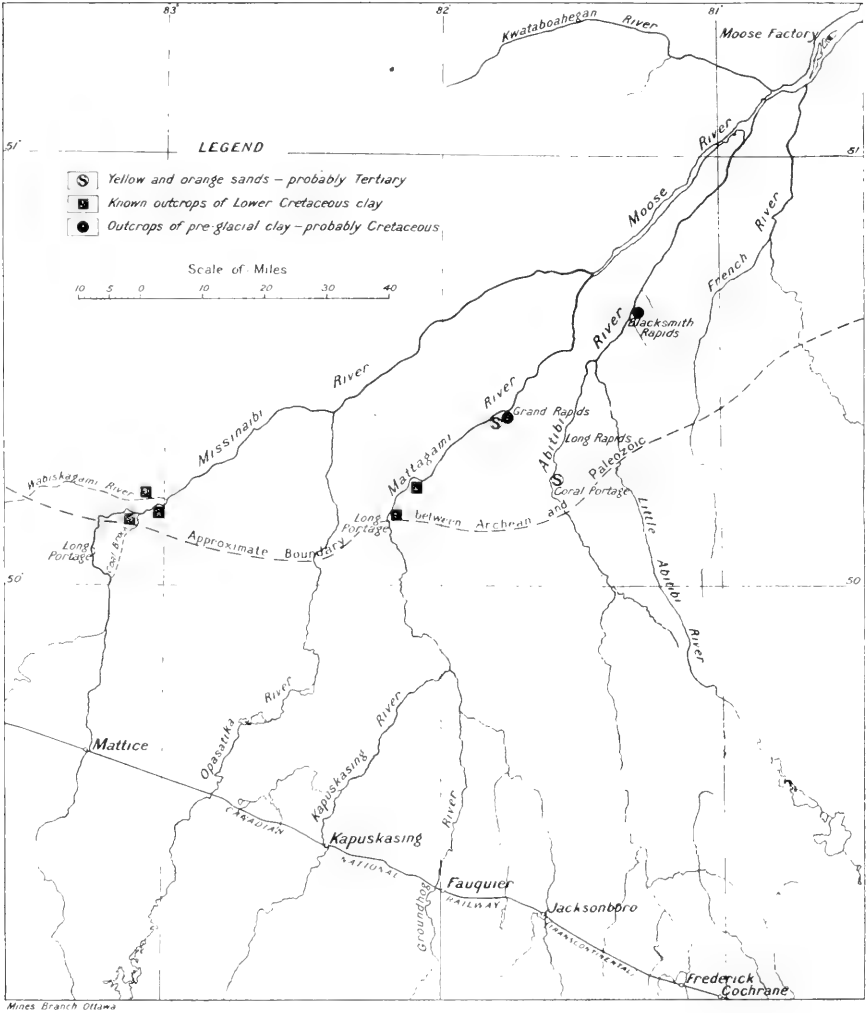 83°
82°
81°
Kwataboahegan River
Moose Factory
51°
51
LEGEND
S Yellow and orange sands – probably Tertiary
Known outcrops of Lower Cretaceous clay
Outcrops of pre-glacial clay – probably Cretaceous
Scale of Miles
10 5 0 10 20 30 40
Moose River
French River
Blacksmith Rapids
River
Missinaibi River
Mattagami River
Grand Rapids
S
Abitibi
Long Rapids
S
Coral Portage
Wabiskagami River
Long Portage
Coal Br.
Approximate Boundary between Archean and Paleozoic
Long Portage
50°
50
Little Abitibi River
Opasatika River
Kapuskasing River
River
Groundhog
Mattice
Kapuskasing
Fauquier
Jacksonboro
Frederick
Cochrane
CANADIAN NATIONAL RAILWAY
TRANSCONTINENTAL
Mines Branch Ottawa